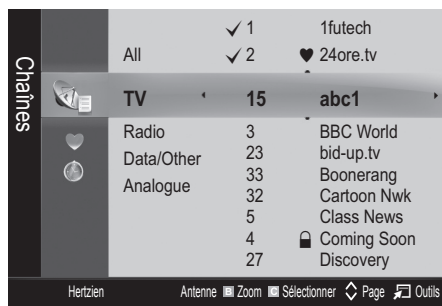 Chaînes
✓ 1 1futech
All ✓ 2 ♥ 24ore.tv
TV 15 abc1
Radio 3 BBC World
Data/Other 23 bid-up.tv
Analogue 33 Boonerang
32 Cartoon Nwk
5 Class News
4 Coming Soon
27 Discovery
Hertzien Antenne B Zoom C Sélectionner Page Outils